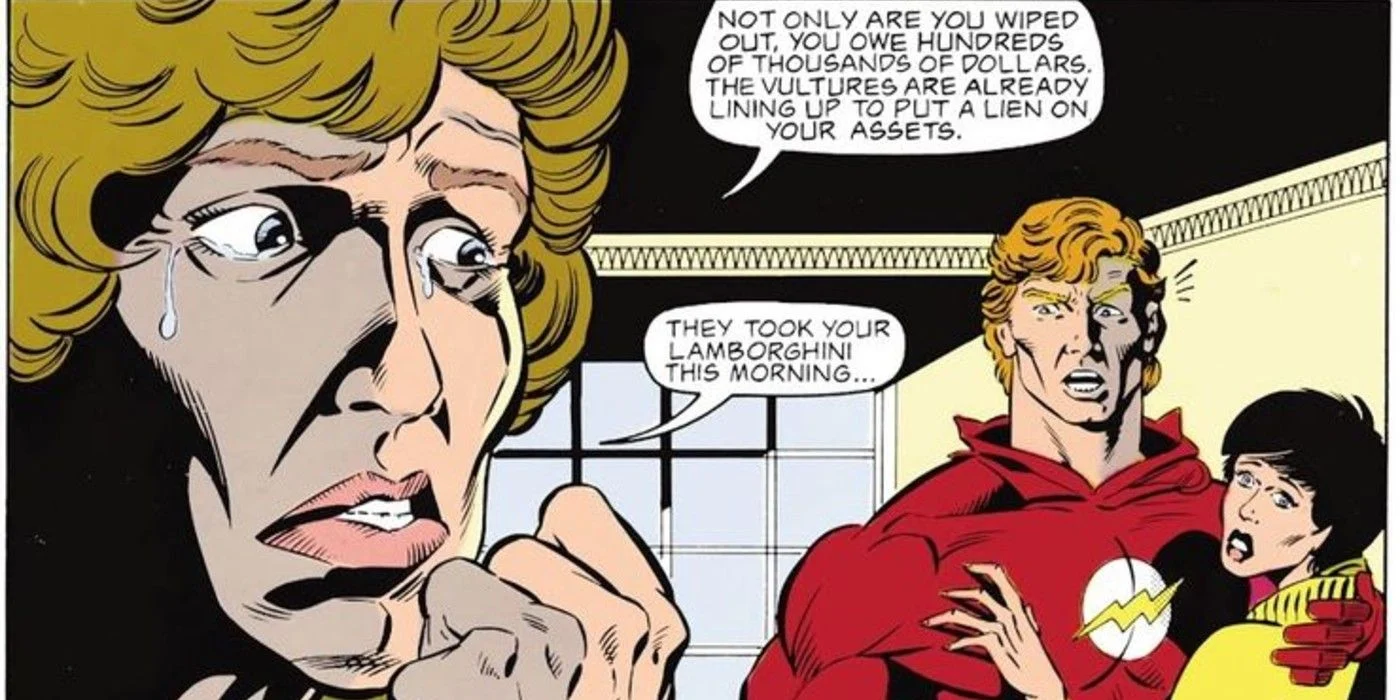 NOT ONLY ARE YOU WIPED
OUT, YOU OWE HUNDREDS
OF THOUSANDS OF DOLLARS.
THE VULTURES ARE ALREADY
LINING UP TO PUT A LIEN ON
YOUR ASSETS.
THEY TOOK YOUR
LAMBORGHINI
THIS MORNING...